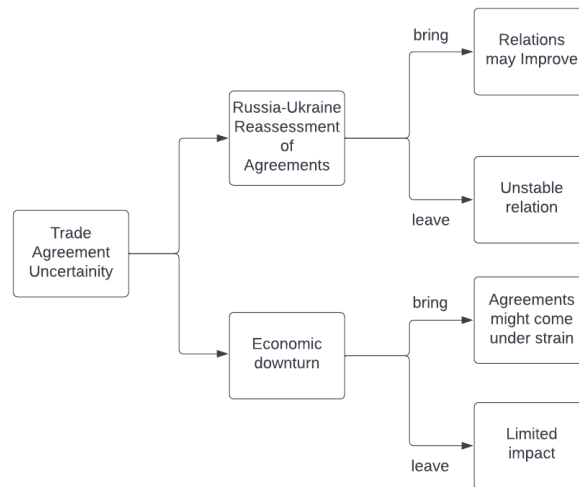 bring
Relations
may Improve
Russia-Ukraine
Reassessment
of
Agreements
Unstable
relation
leave
Trade
Agreement
Uncertainity
bring
Agreements
might come
under strain
Economic
downturn
Limited
impact
leave